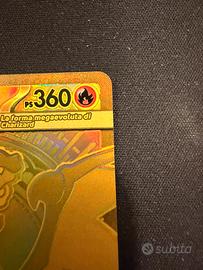 PS360
La forma megaevoluta di
Charizard
subito